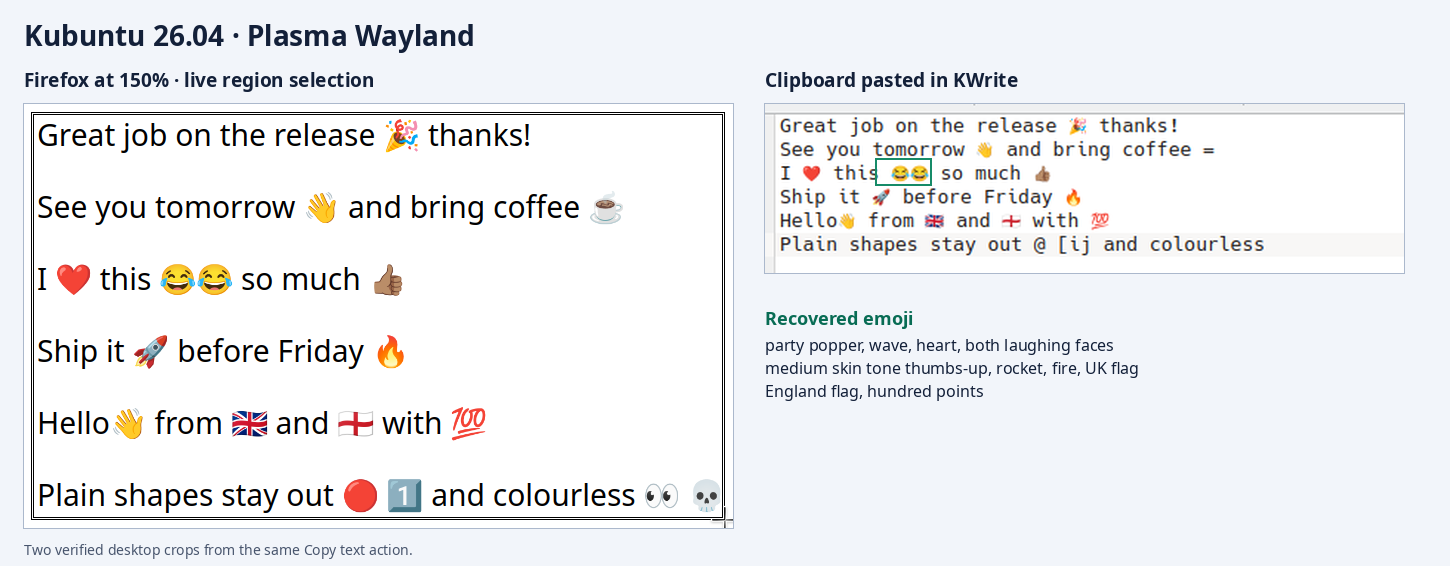 Kubuntu 26.04 · Plasma Wayland
Firefox at 150% · live region selection
Great job on the release 🎉 thanks!
See you tomorrow 👋 and bring coffee ☕
I ❤️ this 😂😂 so much 👍🏽
Ship it 🚀 before Friday 🔥
Hello👋 from 🇬🇧 and 🏴󠁧󠁢󠁥󠁮󠁧󠁿 with 💯
Plain shapes stay out 🔴 1️⃣ and colourless 👀 💀
Two verified desktop crops from the same Copy text action.
Clipboard pasted in KWrite
Great job on the release 🎉 thanks!
See you tomorrow 👋 and bring coffee =
I ❤️ this 😂😂 so much 👍🏽
Ship it 🚀 before Friday 🔥
Hello👋 from 🇬🇧 and 🏴󠁧󠁢󠁥󠁮󠁧󠁿 with 💯
Plain shapes stay out @ [ij and colourless
Recovered emoji
party popper, wave, heart, both laughing faces
medium skin tone thumbs-up, rocket, fire, UK flag
England flag, hundred points